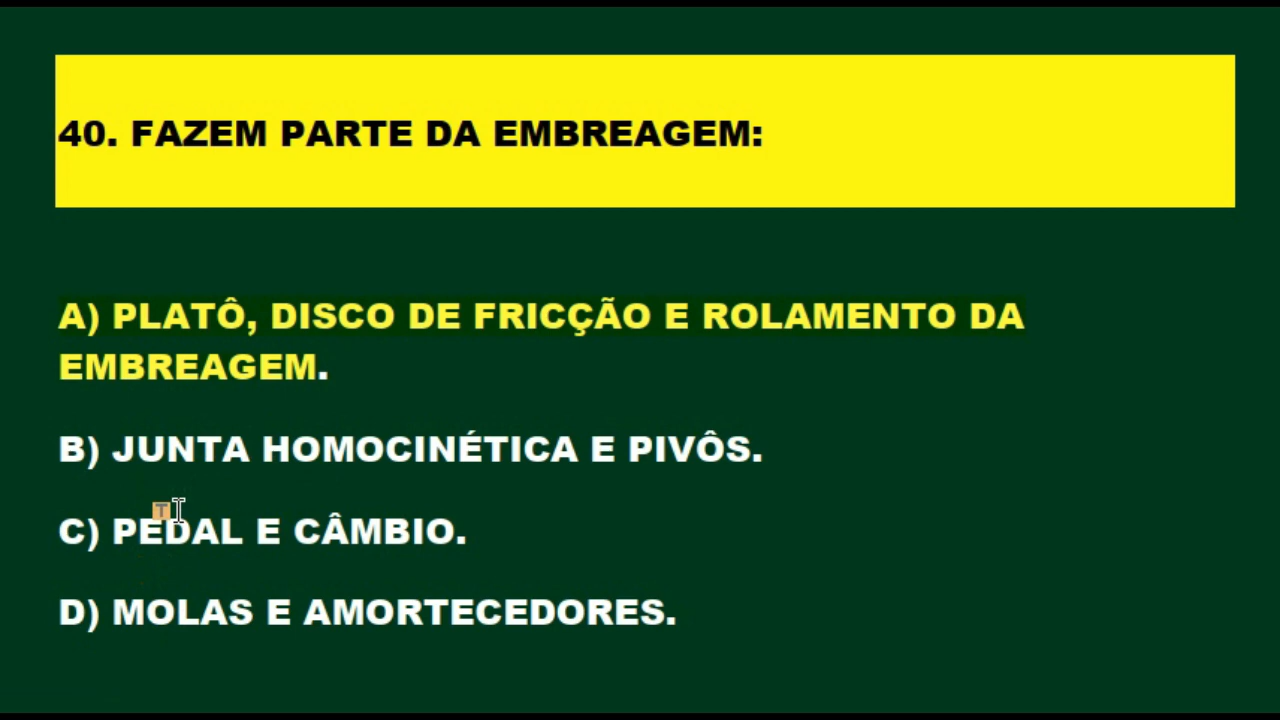 40. FAZEM PARTE DA EMBREAGEM:
A) PLATÔ, DISCO DE FRICÇÃO E ROLAMENTO DA
EMBREAGEM.
B) JUNTA HOMOCINÉTICA E PIVÔS.
T
C) PEDAL E CÂMBIO.
D) MOLAS E AMORTECEDORES.